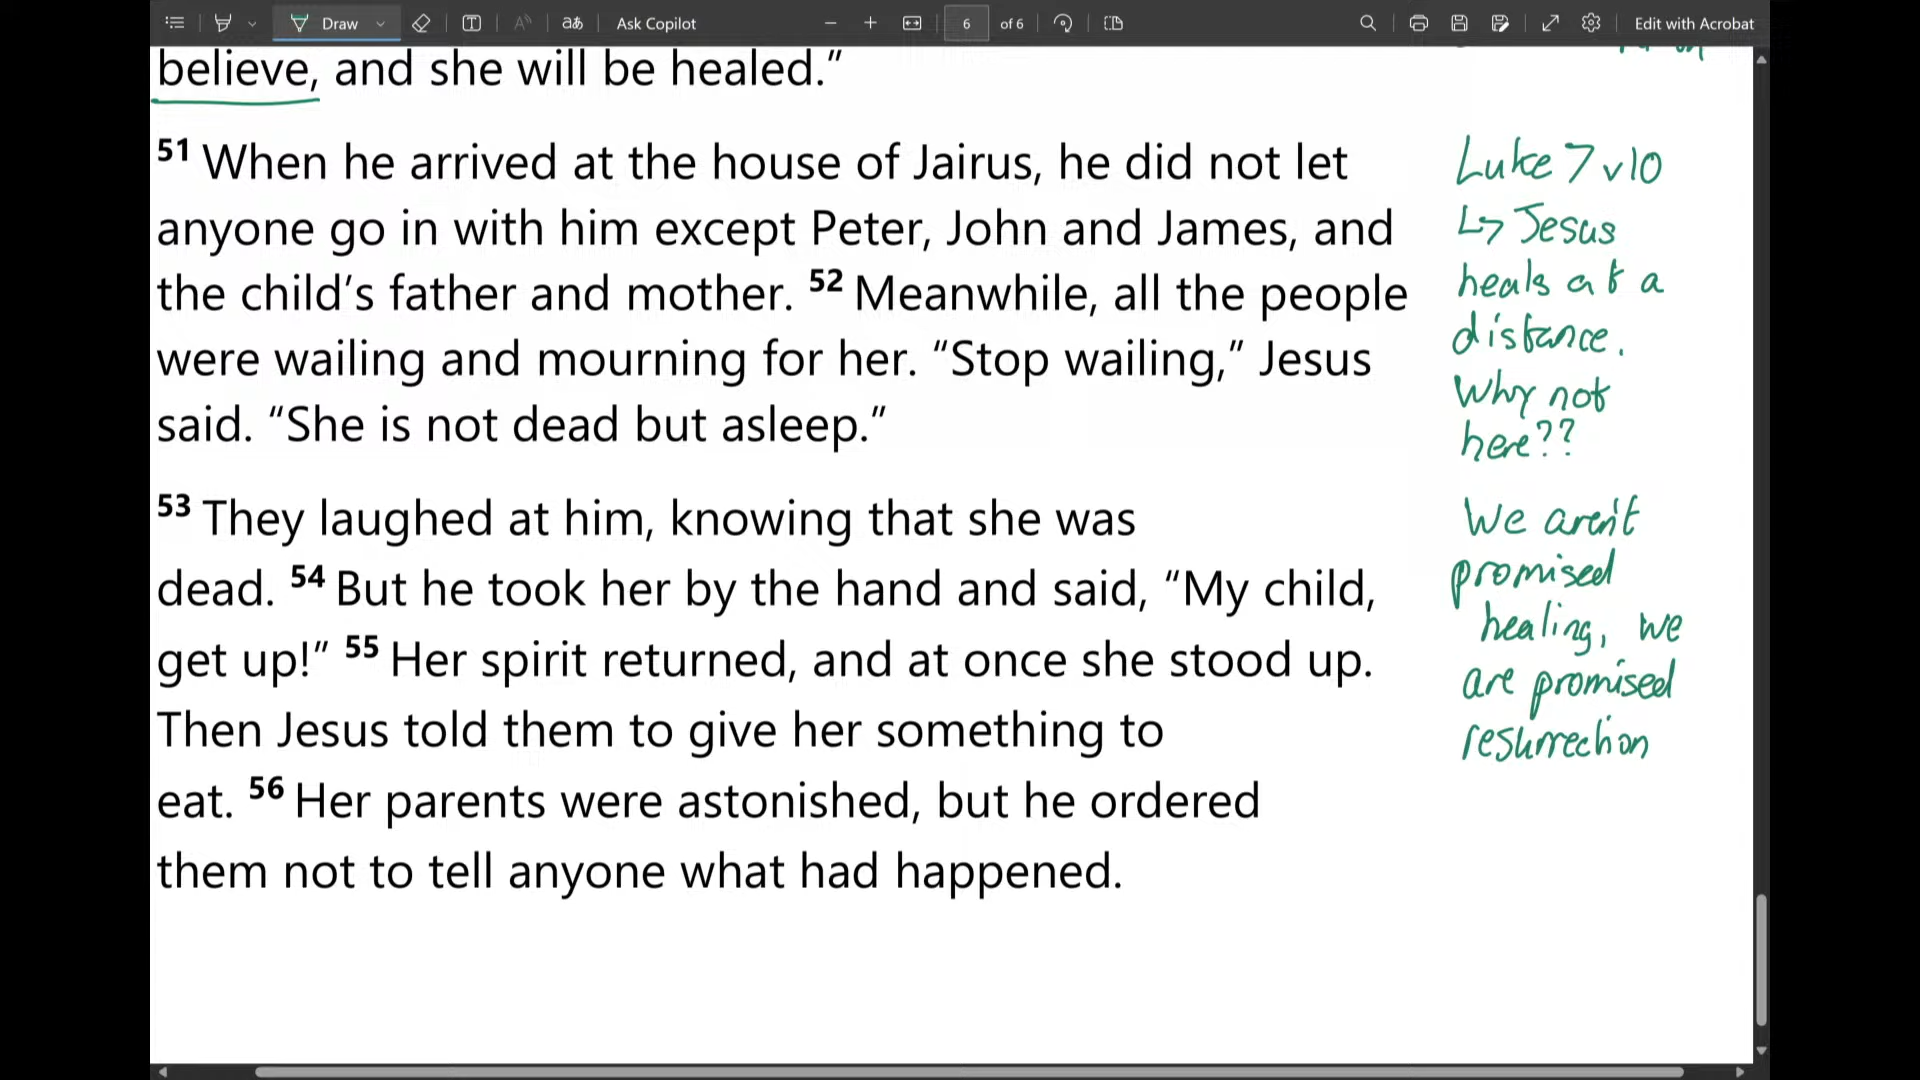 Draw
Ask Copilot
6 of 6
Edit with Acrobat
believe, and she will be healed.”
51 When he arrived at the house of Jairus, he did not let
anyone go in with him except Peter, John and James, and
the child’s father and mother. 52 Meanwhile, all the people
were wailing and mourning for her. “Stop wailing,” Jesus
said. “She is not dead but asleep.”
53 They laughed at him, knowing that she was
dead. 54 But he took her by the hand and said, “My child,
get up!” 55 Her spirit returned, and at once she stood up.
Then Jesus told them to give her something to
eat. 56 Her parents were astonished, but he ordered
them not to tell anyone what had happened.
Luke 7 v10
↳ Jesus
heals at a
distance.
Why not
here??
We aren't
promised
healing, we
are promised
resurrection